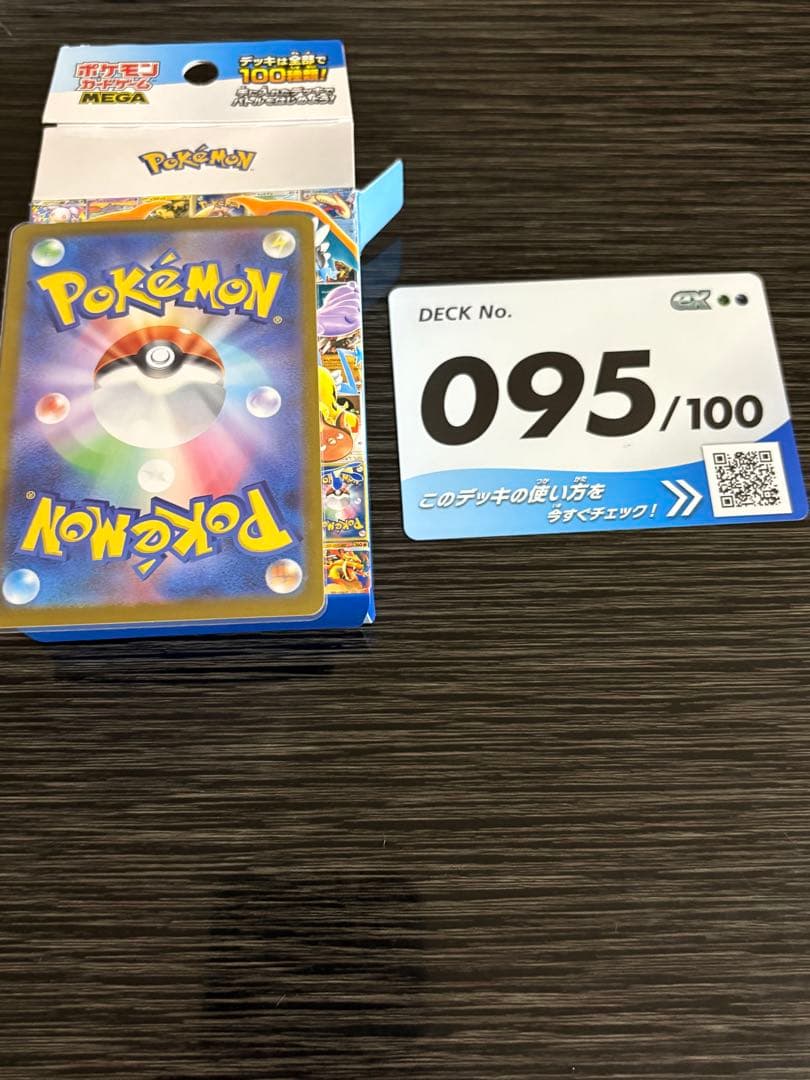 ポケモン
カードゲーム
MEGA
デッキは全部で
100種類!
POKéMON
POKéMON
POKéMON
DECK No.
ex
095/100
このデッキの使い方を
今すぐチェック!